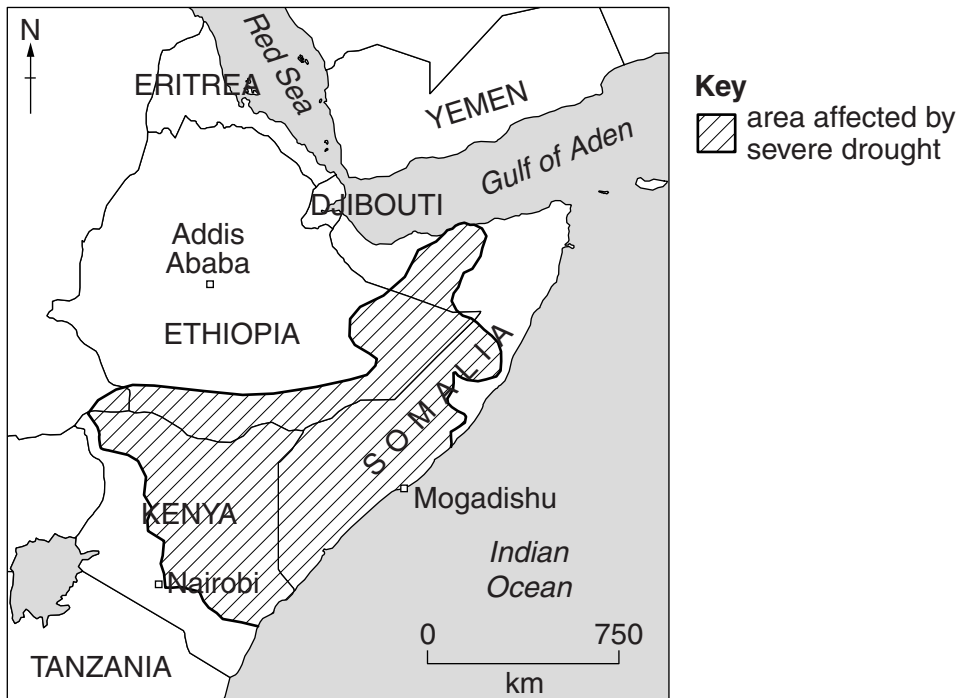 N
Red Sea
ERITREA
YEMEN
Key
area affected by
severe drought
Gulf of Aden
DJIBOUTI
Addis
Ababa
ETHIOPIA
SOMALIA
KENYA
Mogadishu
Indian
Ocean
Nairobi
0 750
km
TANZANIA